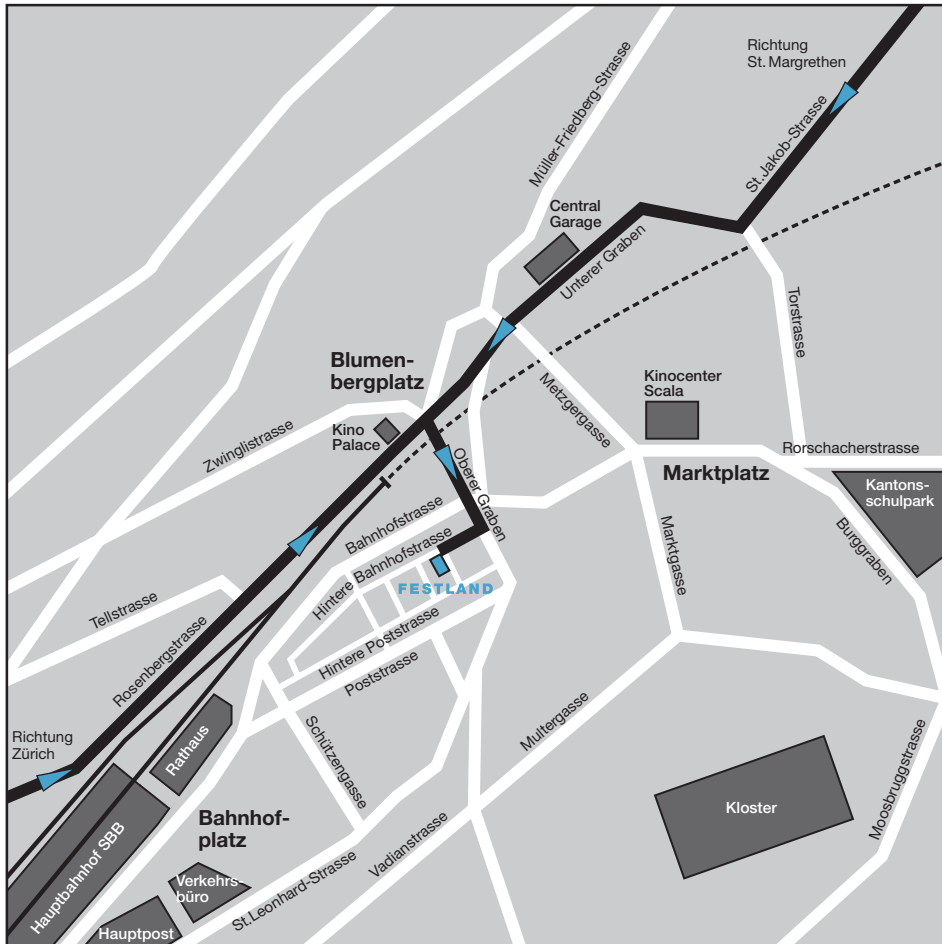 Richtung
St. Margrethen
Müller-Friedberg-Strasse
St.Jakob-Strasse
Central
Garage
Unterer Graben
Torstrasse
Blumen-
bergplatz
Kinocenter
Scala
Metzgergasse
Kino
Palace
Zwinglistrasse
Oberer Graben
Rorschacherstrasse
Marktplatz
Kantons-
schulpark
Bahnhofstrasse
Hintere Bahnhofstrasse
Marktgasse
Burggraben
FESTLAND
Tellstrasse
Rosenbergstrasse
Hintere Poststrasse
Poststrasse
Richtung
Zürich
Rathaus
Schützengasse
Multergasse
Moosbruggstrasse
Kloster
Bahnhof-
platz
Vadianstrasse
Hauptbahnhof SBB
Verkehrs-
büro
St.Leonhard-Strasse
Hauptpost